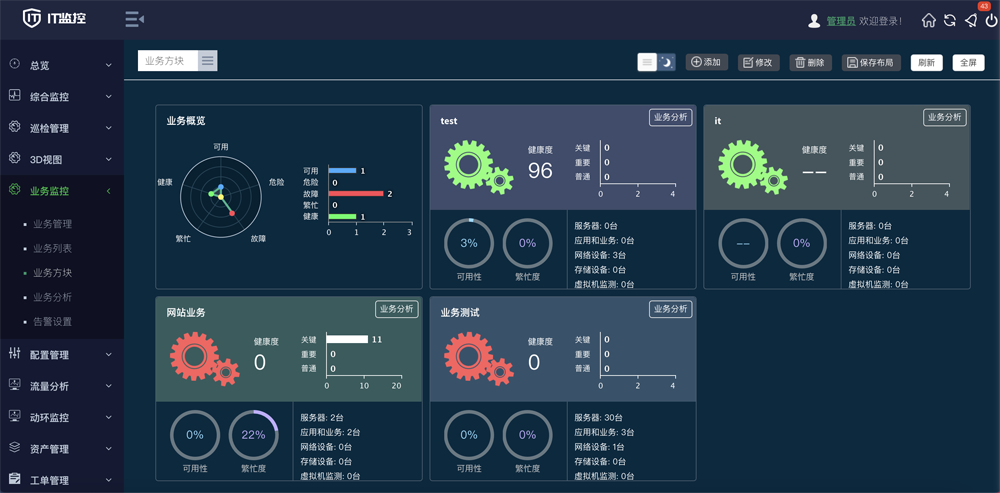 IT监控
管理员 欢迎登录！
43
总览
综合监控
巡检管理
3D视图
业务监控
业务管理
业务列表
业务方块
业务分析
告警设置
配置管理
流量分析
动环监控
资产管理
工单管理
业务方块
添加
修改
删除
保存布局
刷新
全屏
业务概览
可用
危险
故障
繁忙
健康
可用 1
危险 0
故障 2
繁忙 0
健康 1
0 1 2 3
test
业务分析
健康度
96
关键 0
重要 0
普通 0
0 2 4
3%
可用性
0%
繁忙度
服务器: 0台
应用和业务: 0台
网络设备: 3台
存储设备: 0台
虚拟机监测: 0台
it
业务分析
健康度
--
关键 0
重要 0
普通 0
0 2 4
--
可用性
0%
繁忙度
服务器: 0台
应用和业务: 0台
网络设备: 0台
存储设备: 0台
虚拟机监测: 0台
网站业务
业务分析
健康度
0
关键 11
重要 0
普通 0
0 10 20
0%
可用性
22%
繁忙度
服务器: 2台
应用和业务: 2台
网络设备: 0台
存储设备: 0台
虚拟机监测: 0台
业务测试
业务分析
健康度
0
关键 0
重要 0
普通 0
0 2 4
0%
可用性
0%
繁忙度
服务器: 30台
应用和业务: 3台
网络设备: 1台
存储设备: 0台
虚拟机监测: 0台